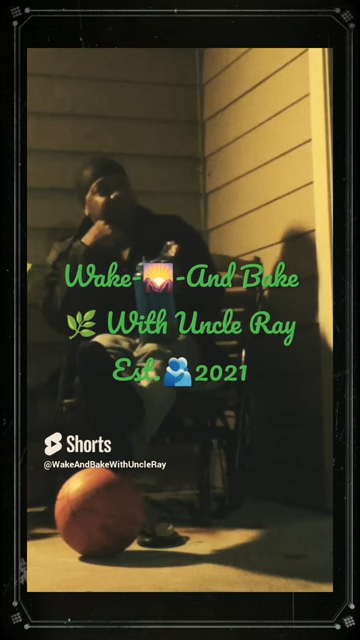 Wake-🌅-And Bake
🌿 With Uncle Ray
Est.🫂2021
Shorts
@WakeAndBakeWithUncleRay